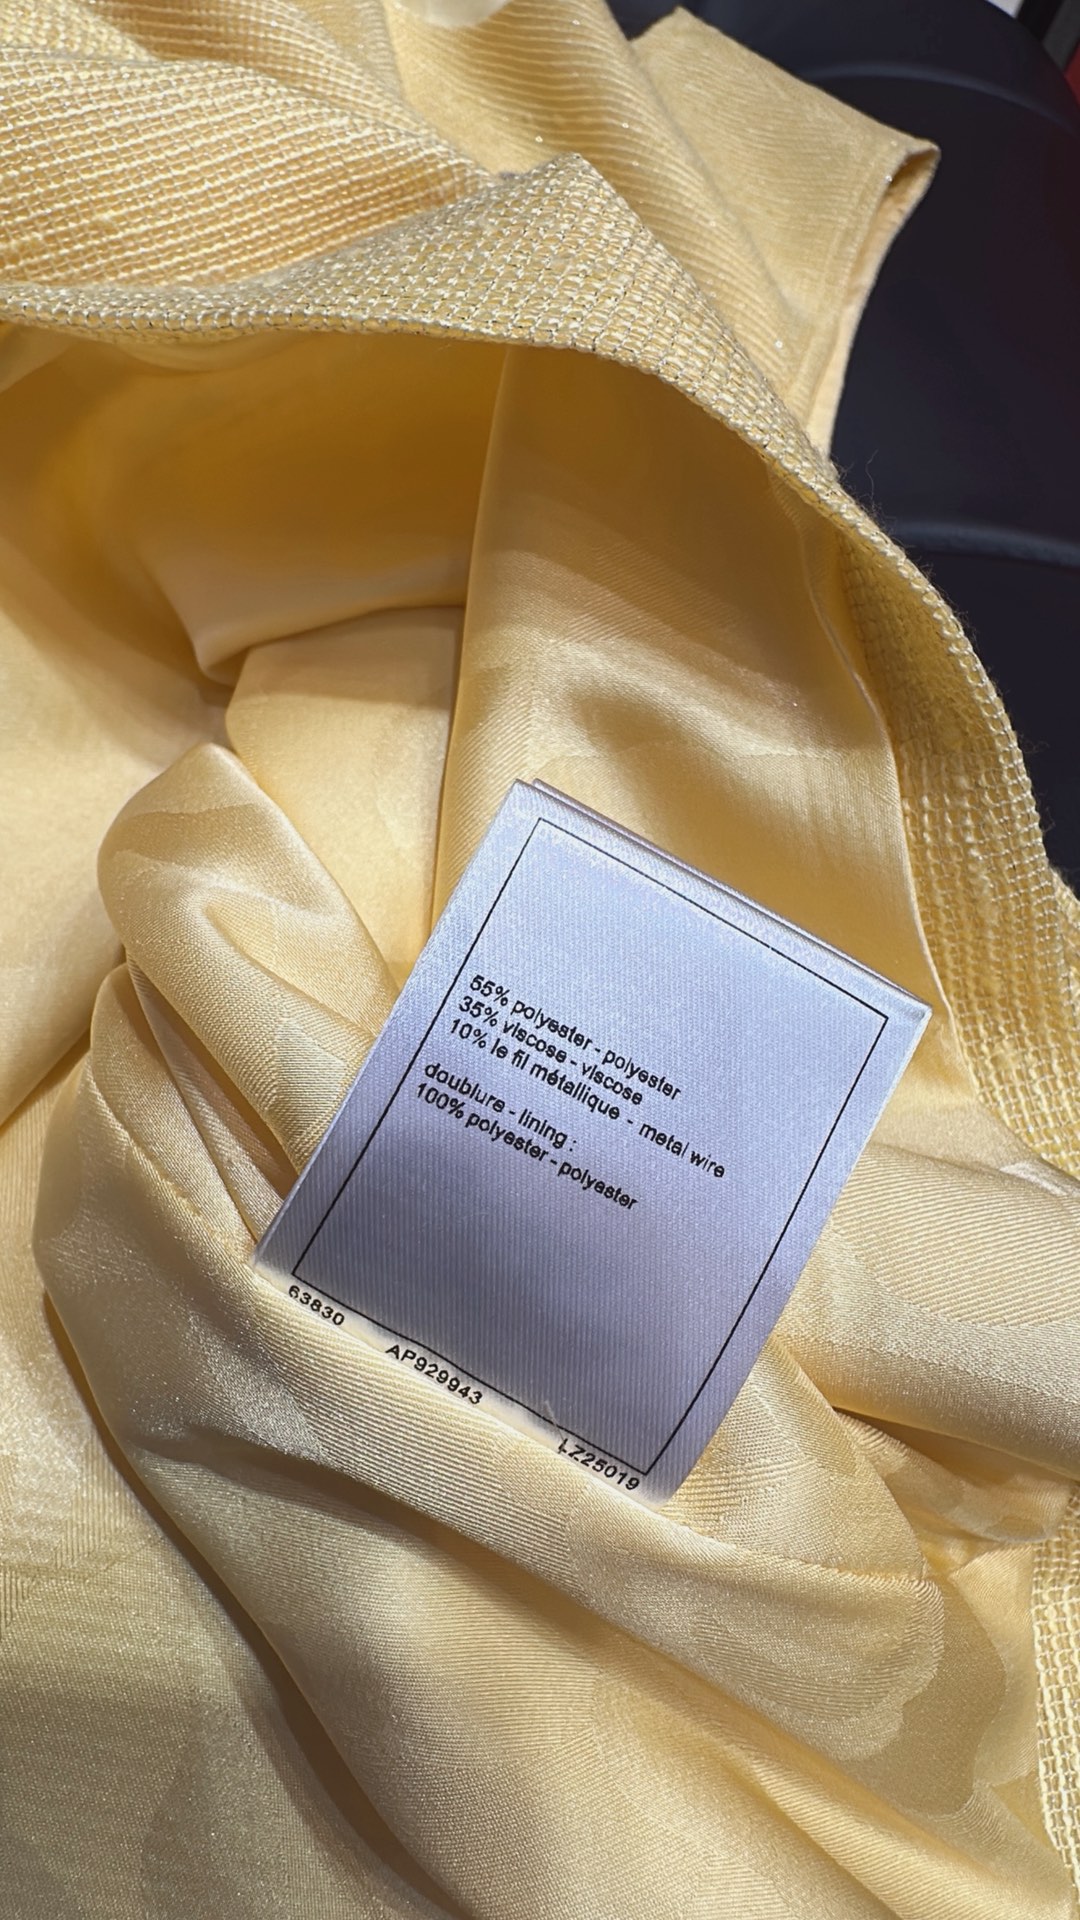 55% polyester - polyester
35% viscose - viscose
10% le fil métallique - metal wire
doublure - lining :
100% polyester - polyester
63830 AP929943 LZ25019